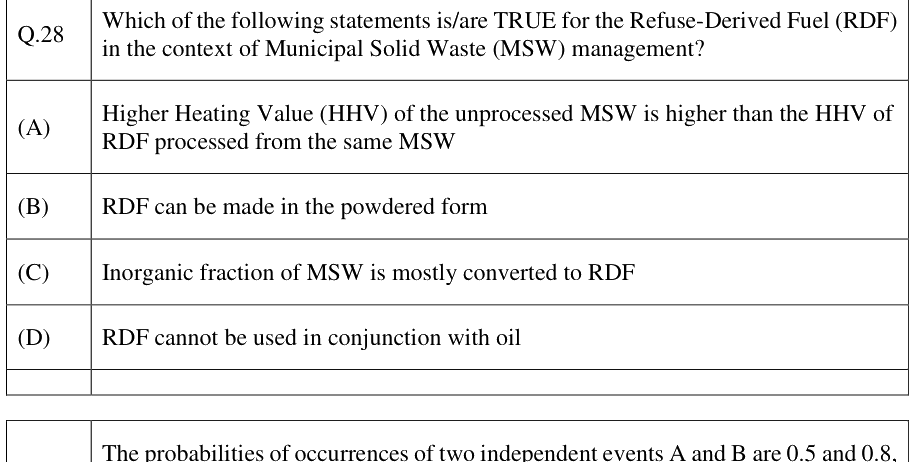 Q.28
Which of the following statements is/are TRUE for the Refuse-Derived Fuel (RDF)
in the context of Municipal Solid Waste (MSW) management?
(A)
Higher Heating Value (HHV) of the unprocessed MSW is higher than the HHV of
RDF processed from the same MSW
(B)
RDF can be made in the powdered form
(C)
Inorganic fraction of MSW is mostly converted to RDF
(D)
RDF cannot be used in conjunction with oil
The probabilities of occurrences of two independent events A and B are 0.5 and 0.8,